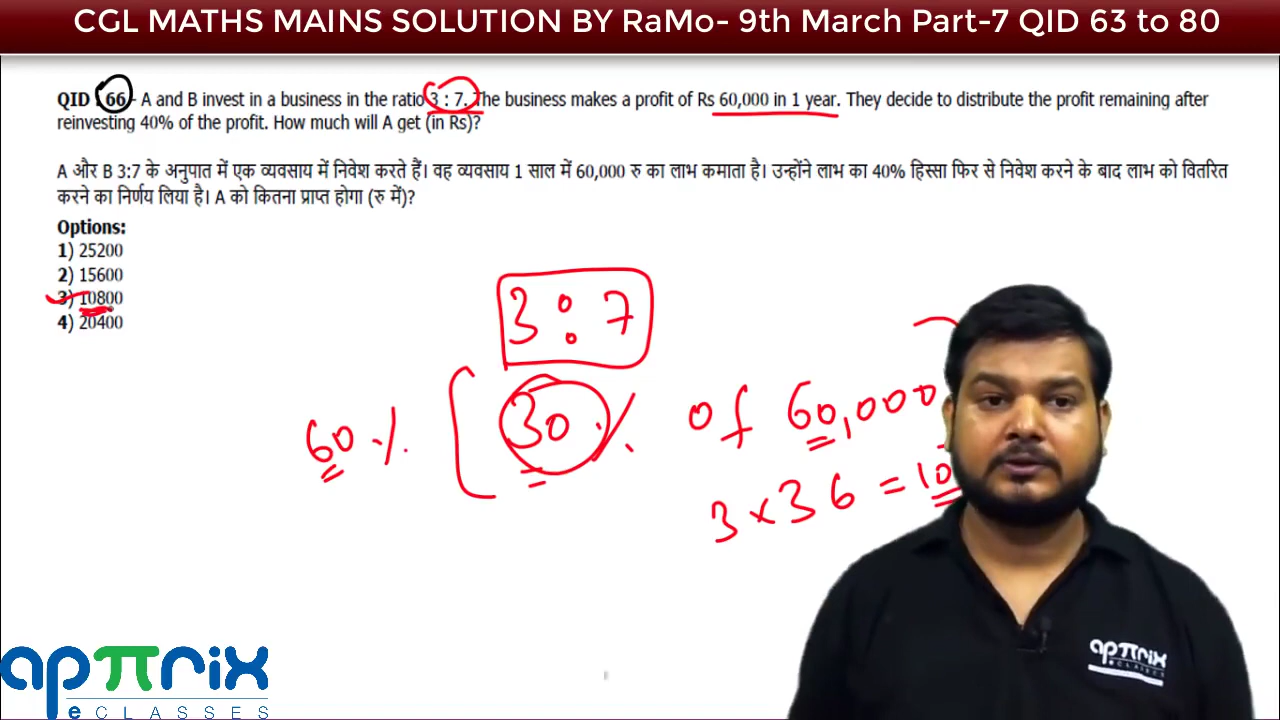 CGL MATHS MAINS SOLUTION BY RaMo- 9th March Part-7 QID 63 to 80
QID : 66 - A and B invest in a business in the ratio 3 : 7. The business makes a profit of Rs 60,000 in 1 year. They decide to distribute the profit remaining after
reinvesting 40% of the profit. How much will A get (in Rs)?
A और B 3:7 के अनुपात में एक व्यवसाय में निवेश करते हैं। वह व्यवसाय 1 साल में 60,000 रु का लाभ कमाता है। उन्होंने लाभ का 40% हिस्सा फिर से निवेश करने के बाद लाभ को वितरित
करने का निर्णय लिया है। A को कितना प्राप्त होगा (रु में)?
Options:
1) 25200
2) 15600
3) 10800
4) 20400
3 : 7
60 % [ 30 % of 60,000
3 x 36 = 10
apπrix
eCLASSES